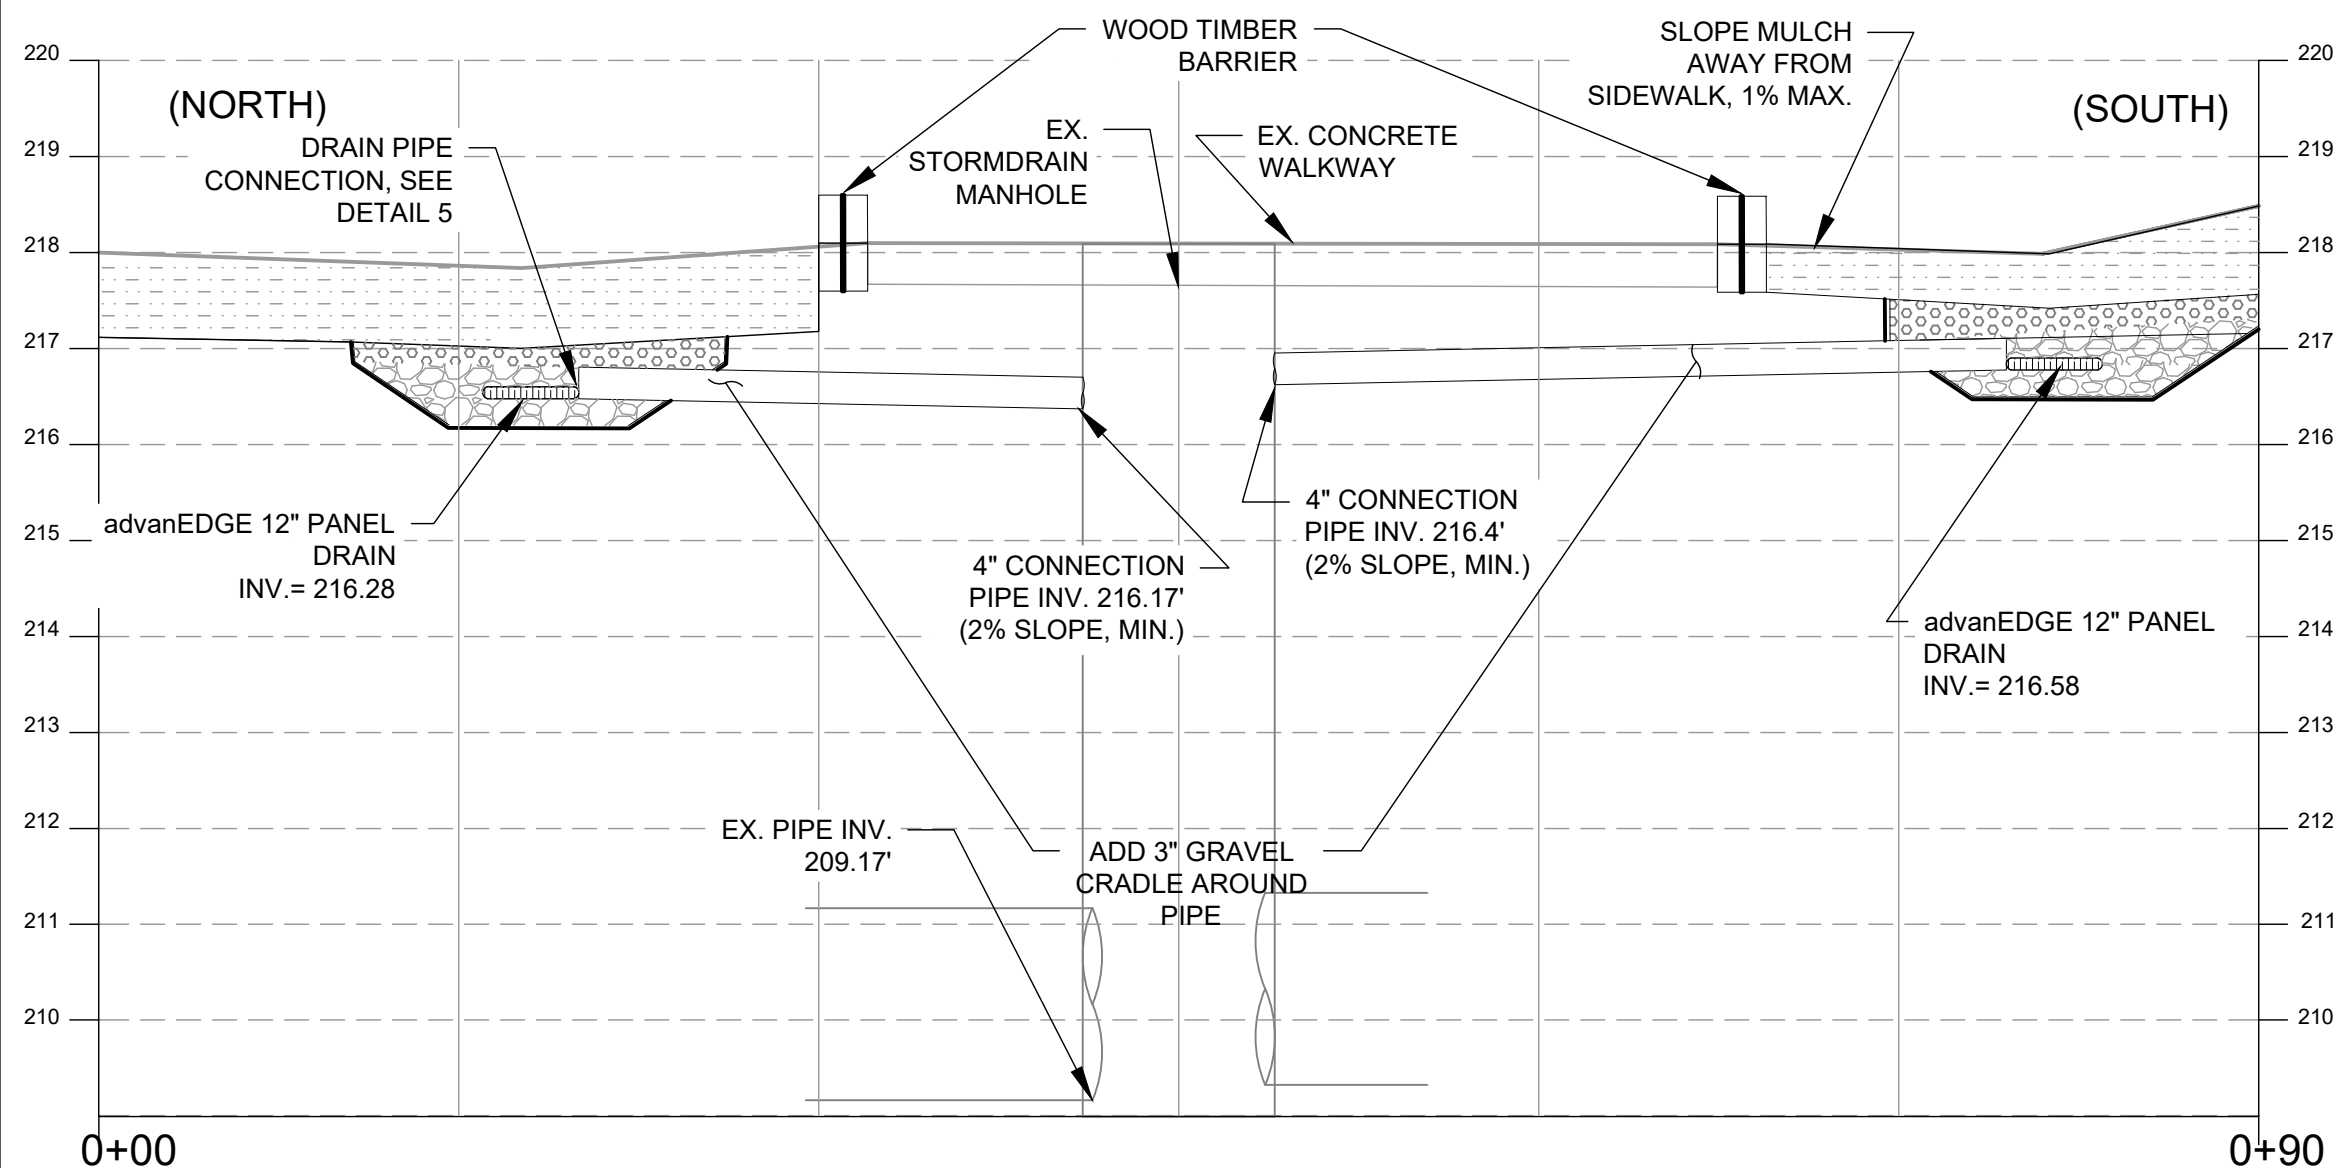 WOOD TIMBER
BARRIER
SLOPE MULCH
AWAY FROM
SIDEWALK, 1% MAX.
(NORTH)
(SOUTH)
DRAIN PIPE
CONNECTION, SEE
DETAIL 5
EX.
STORMDRAIN
MANHOLE
EX. CONCRETE
WALKWAY
advanEDGE 12" PANEL
DRAIN
INV.= 216.28
4" CONNECTION
PIPE INV. 216.17'
(2% SLOPE, MIN.)
4" CONNECTION
PIPE INV. 216.4'
(2% SLOPE, MIN.)
advanEDGE 12" PANEL
DRAIN
INV.= 216.58
EX. PIPE INV.
209.17'
ADD 3" GRAVEL
CRADLE AROUND
PIPE
220
219
218
217
216
215
214
213
212
211
210
220
219
218
217
216
215
214
213
212
211
210
0+00
0+90